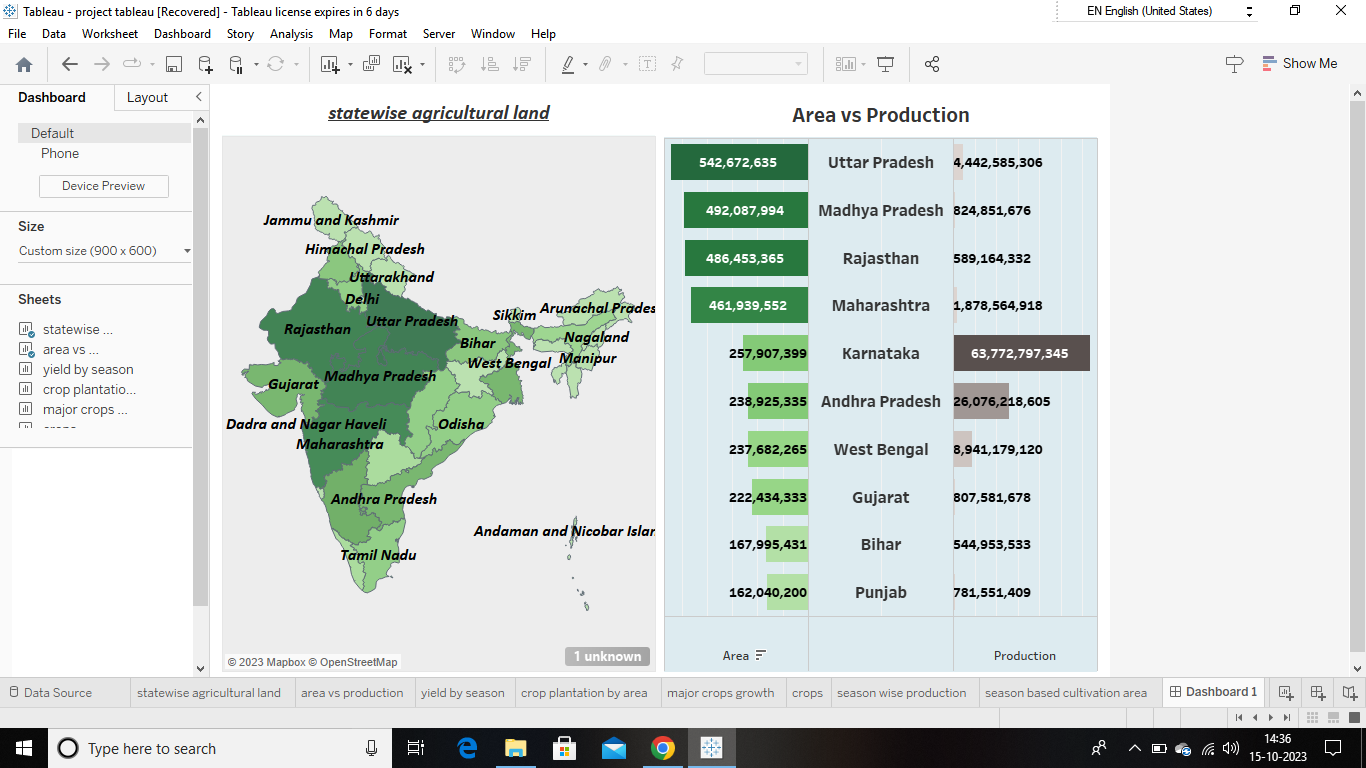 Tableau - project tableau [Recovered] - Tableau license expires in 6 days
EN English (United States)
File Data Worksheet Dashboard Story Analysis Map Format Server Window Help
Show Me
Dashboard Layout
Default
Phone
Device Preview
Size
Custom size (900 x 600)
Sheets
statewise ...
area vs ...
yield by season
crop plantatio...
major crops ...
statewise agricultural land
Jammu and Kashmir
Himachal Pradesh
Uttarakhand
Delhi
Arunachal Prades
Sikkim
Rajasthan
Uttar Pradesh
Nagaland
Bihar
Manipur
West Bengal
Madhya Pradesh
Gujarat
Dadra and Nagar Haveli
Odisha
Maharashtra
Andhra Pradesh
Andaman and Nicobar Islan
Tamil Nadu
© 2023 Mapbox © OpenStreetMap
1 unknown
Area vs Production
542,672,635 Uttar Pradesh 4,442,585,306
492,087,994 Madhya Pradesh 824,851,676
486,453,365 Rajasthan 589,164,332
461,939,552 Maharashtra 1,878,564,918
257,907,399 Karnataka 63,772,797,345
238,925,335 Andhra Pradesh 26,076,218,605
237,682,265 West Bengal 8,941,179,120
222,434,333 Gujarat 807,581,678
167,995,431 Bihar 544,953,533
162,040,200 Punjab 781,551,409
Area Production
Data Source statewise agricultural land area vs production yield by season crop plantation by area major crops growth crops season wise production season based cultivation area Dashboard 1
Type here to search
14:36
15-10-2023